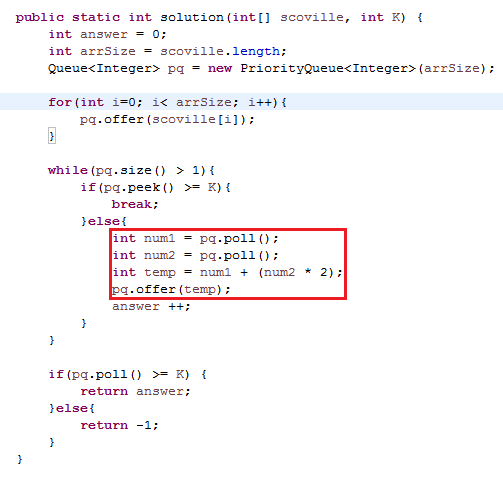 public static int solution(int[] scoville, int K) {
    int answer = 0;
    int arrSize = scoville.length;
    Queue<Integer> pq = new PriorityQueue<Integer>(arrSize);

    for(int i=0; i< arrSize; i++){
        pq.offer(scoville[i]);
    }

    while(pq.size() > 1){
        if(pq.peek() >= K){
            break;
        }else{
            int num1 = pq.poll();
            int num2 = pq.poll();
            int temp = num1 + (num2 * 2);
            pq.offer(temp);
            answer ++;
        }
    }

    if(pq.poll() >= K) {
        return answer;
    }else{
        return -1;
    }
}